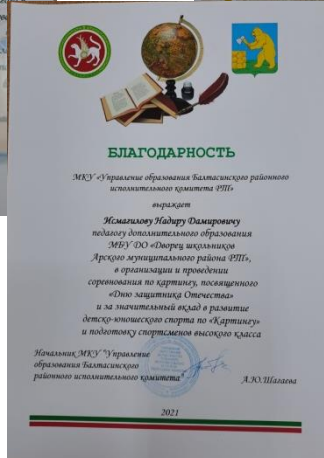 БЛАГОДАРНОСТЬ
МКУ «Управление образования Балтасинского районного
исполнительного комитета РТ»
выражает
Исмагилову Надиру Дамировичу
педагогу дополнительного образования
МБУ ДО «Дворец школьников
Арского муниципального района РТ»,
в организации и проведении
соревнования по картингу, посвященного
«Дню защитника Отечества»
и за значительный вклад в развитие
детско-юношеского спорта по «Картингу»
и подготовку спортсменов высокого класса
Начальник МКУ "Управление
образования Балтасинского
районного исполнительного комитета"
А.Ю.Шагаева
2021